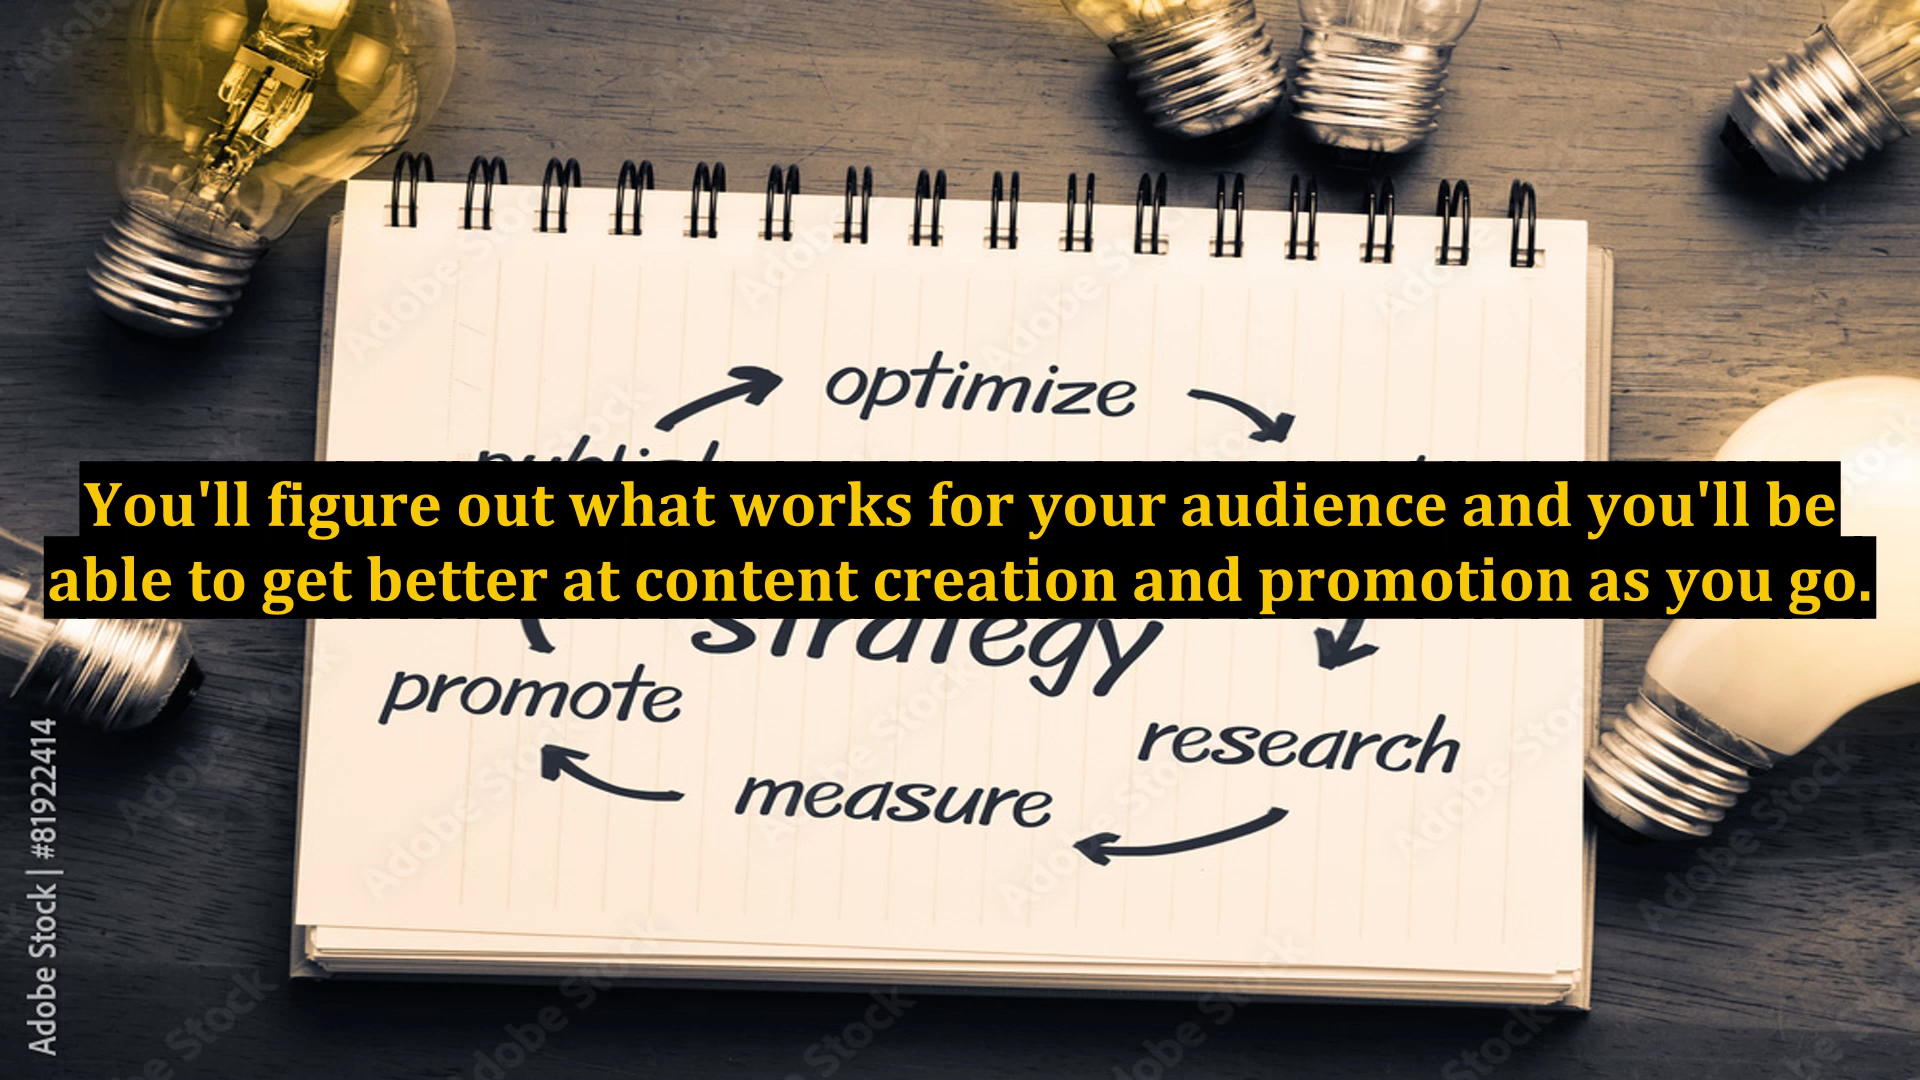 optimize
You'll figure out what works for your audience and you'll be
able to get better at content creation and promotion as you go.
strategy
promote
research
measure
Adobe Stock | #81922414